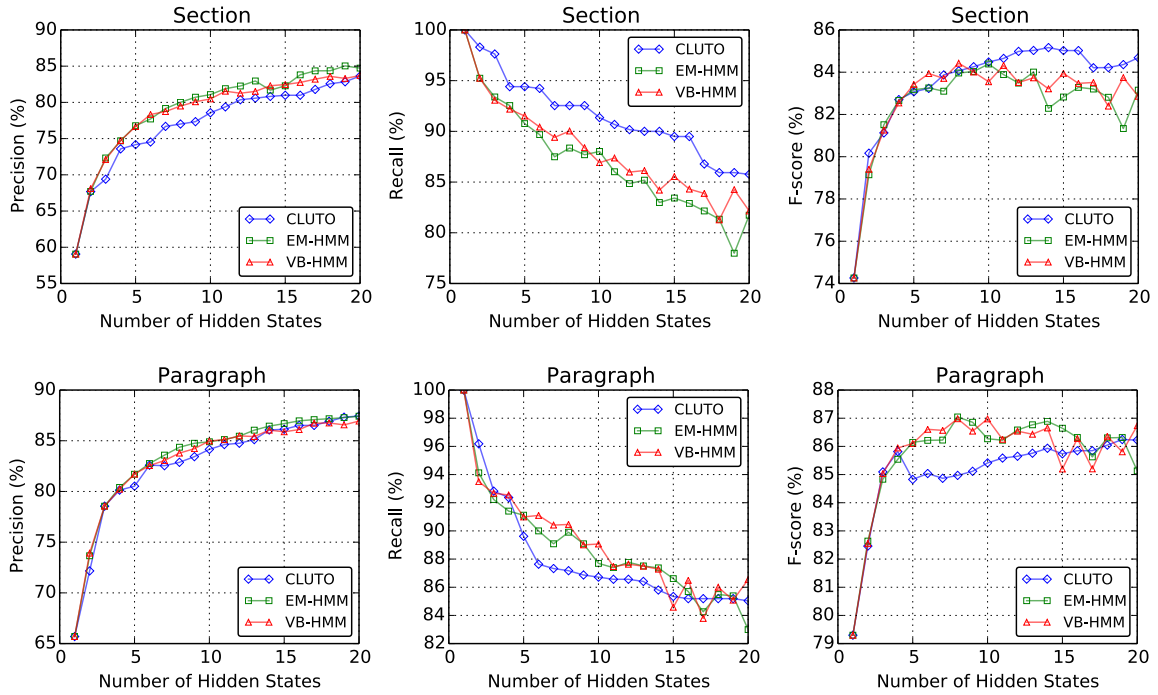 Section
Precision (%)
90
85
80
75
70
65
60
55
0
5
10
15
20
Number of Hidden States
CLUTO
EM-HMM
VB-HMM
Section
Recall (%)
100
95
90
85
80
75
0
5
10
15
20
Number of Hidden States
CLUTO
EM-HMM
VB-HMM
Section
F-score (%)
86
84
82
80
78
76
74
0
5
10
15
20
Number of Hidden States
CLUTO
EM-HMM
VB-HMM
Paragraph
Precision (%)
90
85
80
75
70
65
0
5
10
15
20
Number of Hidden States
CLUTO
EM-HMM
VB-HMM
Paragraph
Recall (%)
100
98
96
94
92
90
88
86
84
82
0
5
10
15
20
Number of Hidden States
CLUTO
EM-HMM
VB-HMM
Paragraph
F-score (%)
88
87
86
85
84
83
82
81
80
79
0
5
10
15
20
Number of Hidden States
CLUTO
EM-HMM
VB-HMM